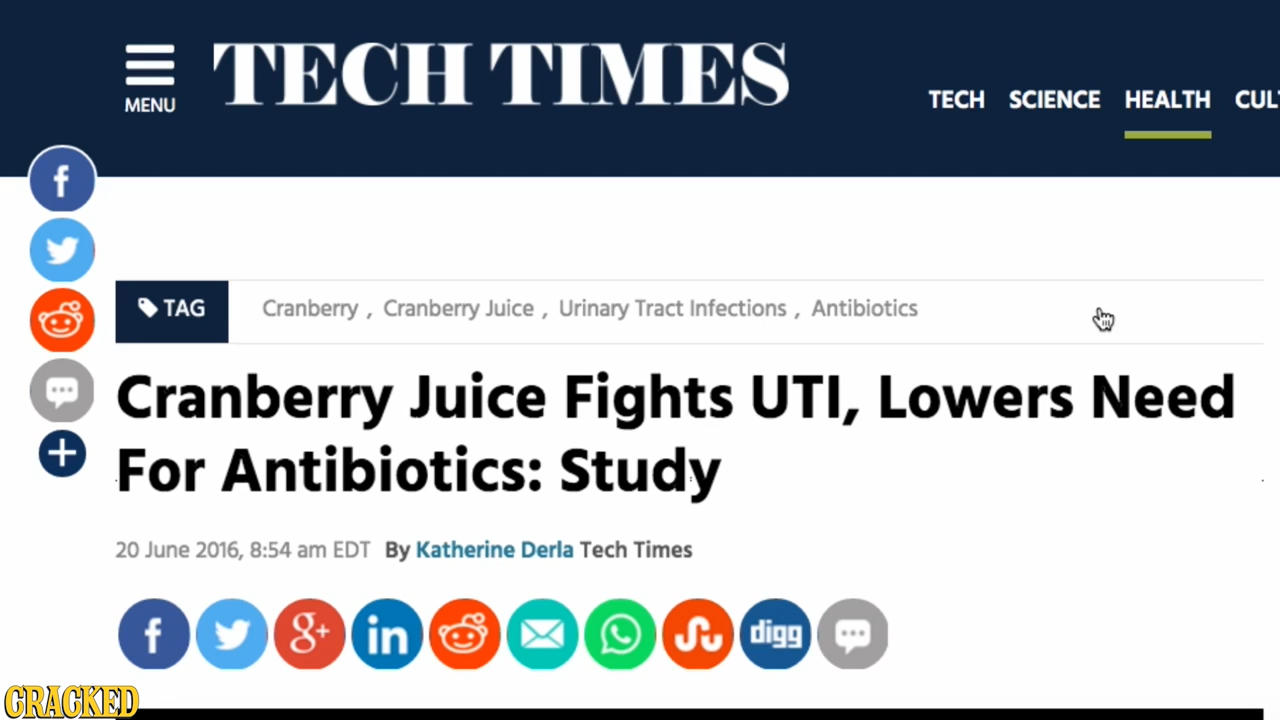 MENU
TECH TIMES
TECH SCIENCE HEALTH CUL
TAG
Cranberry , Cranberry Juice , Urinary Tract Infections , Antibiotics
Cranberry Juice Fights UTI, Lowers Need
For Antibiotics: Study
20 June 2016, 8:54 am EDT By Katherine Derla Tech Times
f
g+
in
digg
f
CRACKED